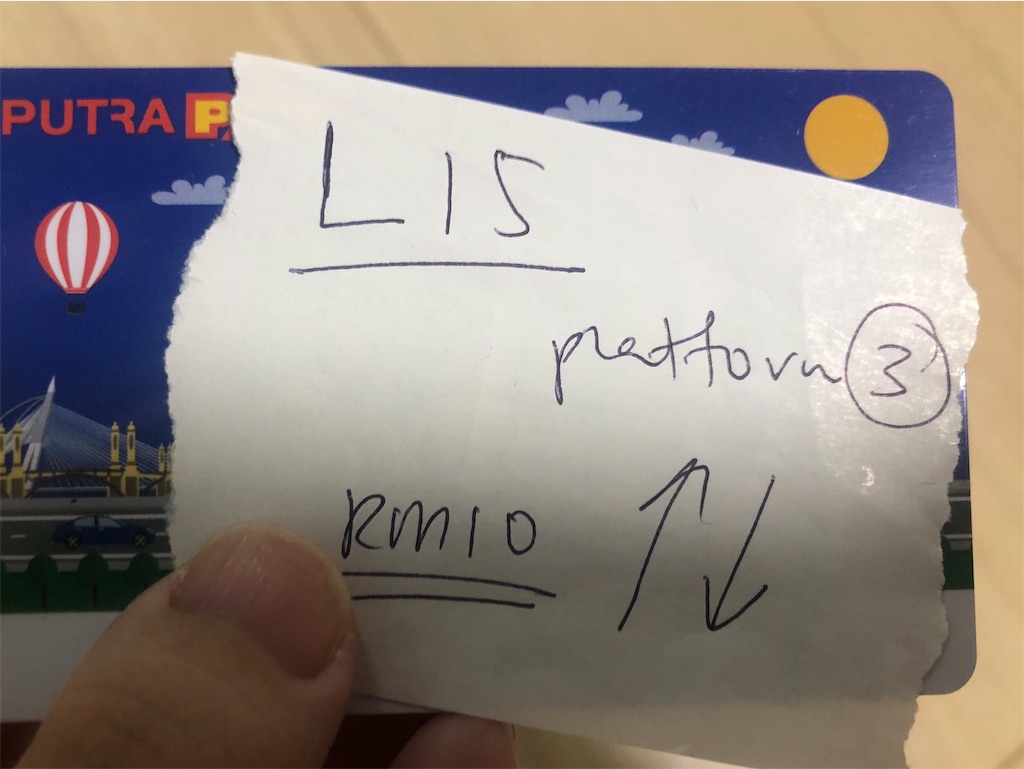 PUTRA P
L15
platform 3
RM10